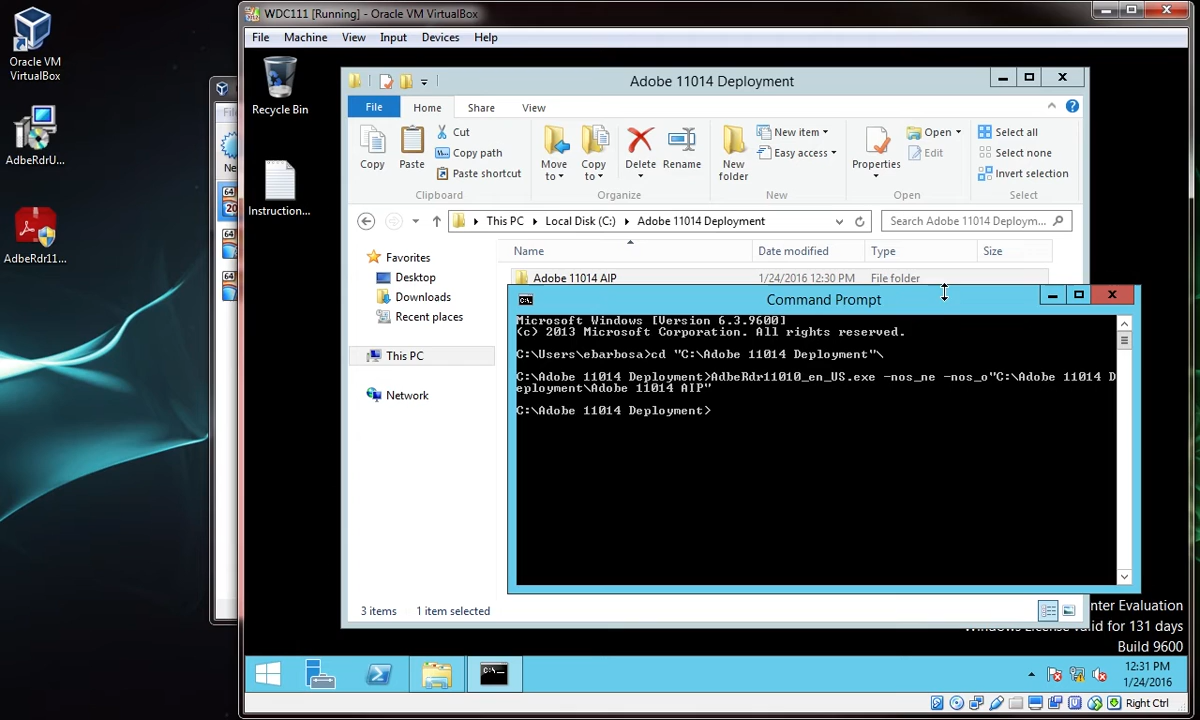 WDC111 [Running] - Oracle VM VirtualBox
File Machine View Input Devices Help
Oracle VM
VirtualBox
AdbeRdrU...
AdbeRdr11...
Recycle Bin
Instruction...
Adobe 11014 Deployment
File Home Share View
Copy
Paste
Cut
Copy path
Paste shortcut
Clipboard
Move
to
Copy
to
Delete
Rename
Organize
New
folder
New item
Easy access
New
Properties
Open
Edit
Open
Select all
Select none
Invert selection
Select
This PC Local Disk (C:) Adobe 11014 Deployment
Search Adobe 11014 Deploym...
Favorites
Desktop
Downloads
Recent places
This PC
Network
Name Date modified Type Size
Adobe 11014 AIP 1/24/2016 12:30 PM File folder
Command Prompt
Microsoft Windows [Version 6.3.9600]
(c) 2013 Microsoft Corporation. All rights reserved.
C:\Users\ebarbosa>cd "C:\Adobe 11014 Deployment"\
C:\Adobe 11014 Deployment>AdbeRdr11010_en_US.exe -nos_ne -nos_o"C:\Adobe 11014 D
eployment\Adobe 11014 AIP"
C:\Adobe 11014 Deployment>
3 items 1 item selected
nter Evaluation
Windows License valid for 131 days
Build 9600
12:31 PM
1/24/2016
Right Ctrl